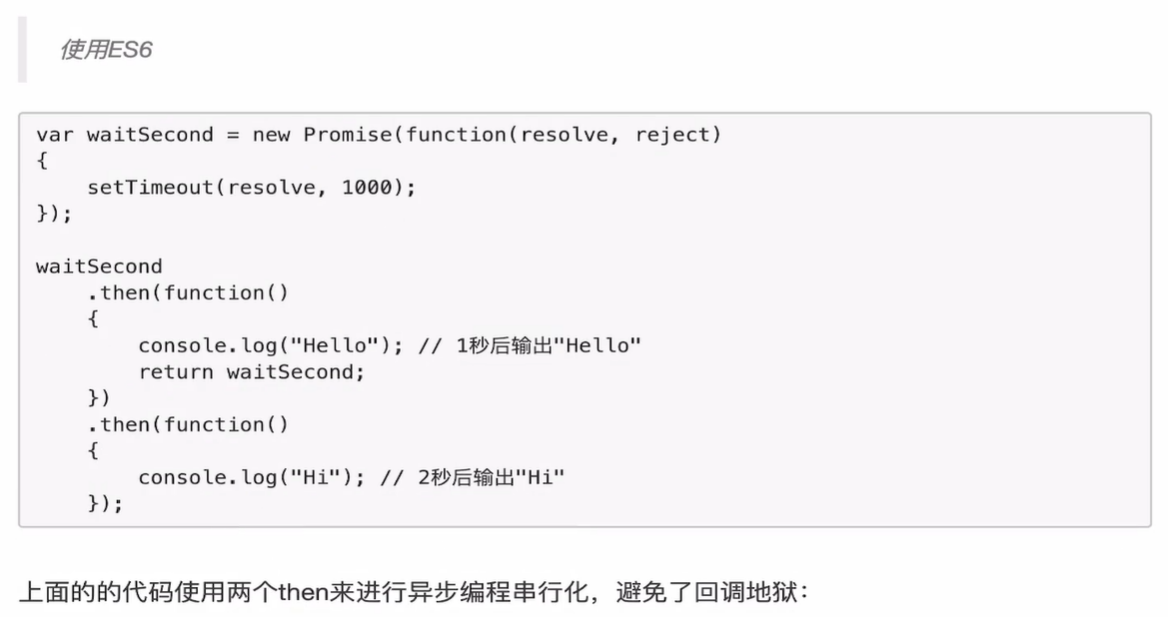 使用ES6
var waitSecond = new Promise(function(resolve, reject)
{
    setTimeout(resolve, 1000);
});
waitSecond
    .then(function()
    {
        console.log("Hello"); // 1秒后输出"Hello"
        return waitSecond;
    })
    .then(function()
    {
        console.log("Hi"); // 2秒后输出"Hi"
    });
上面的的代码使用两个then来进行异步编程串行化，避免了回调地狱：